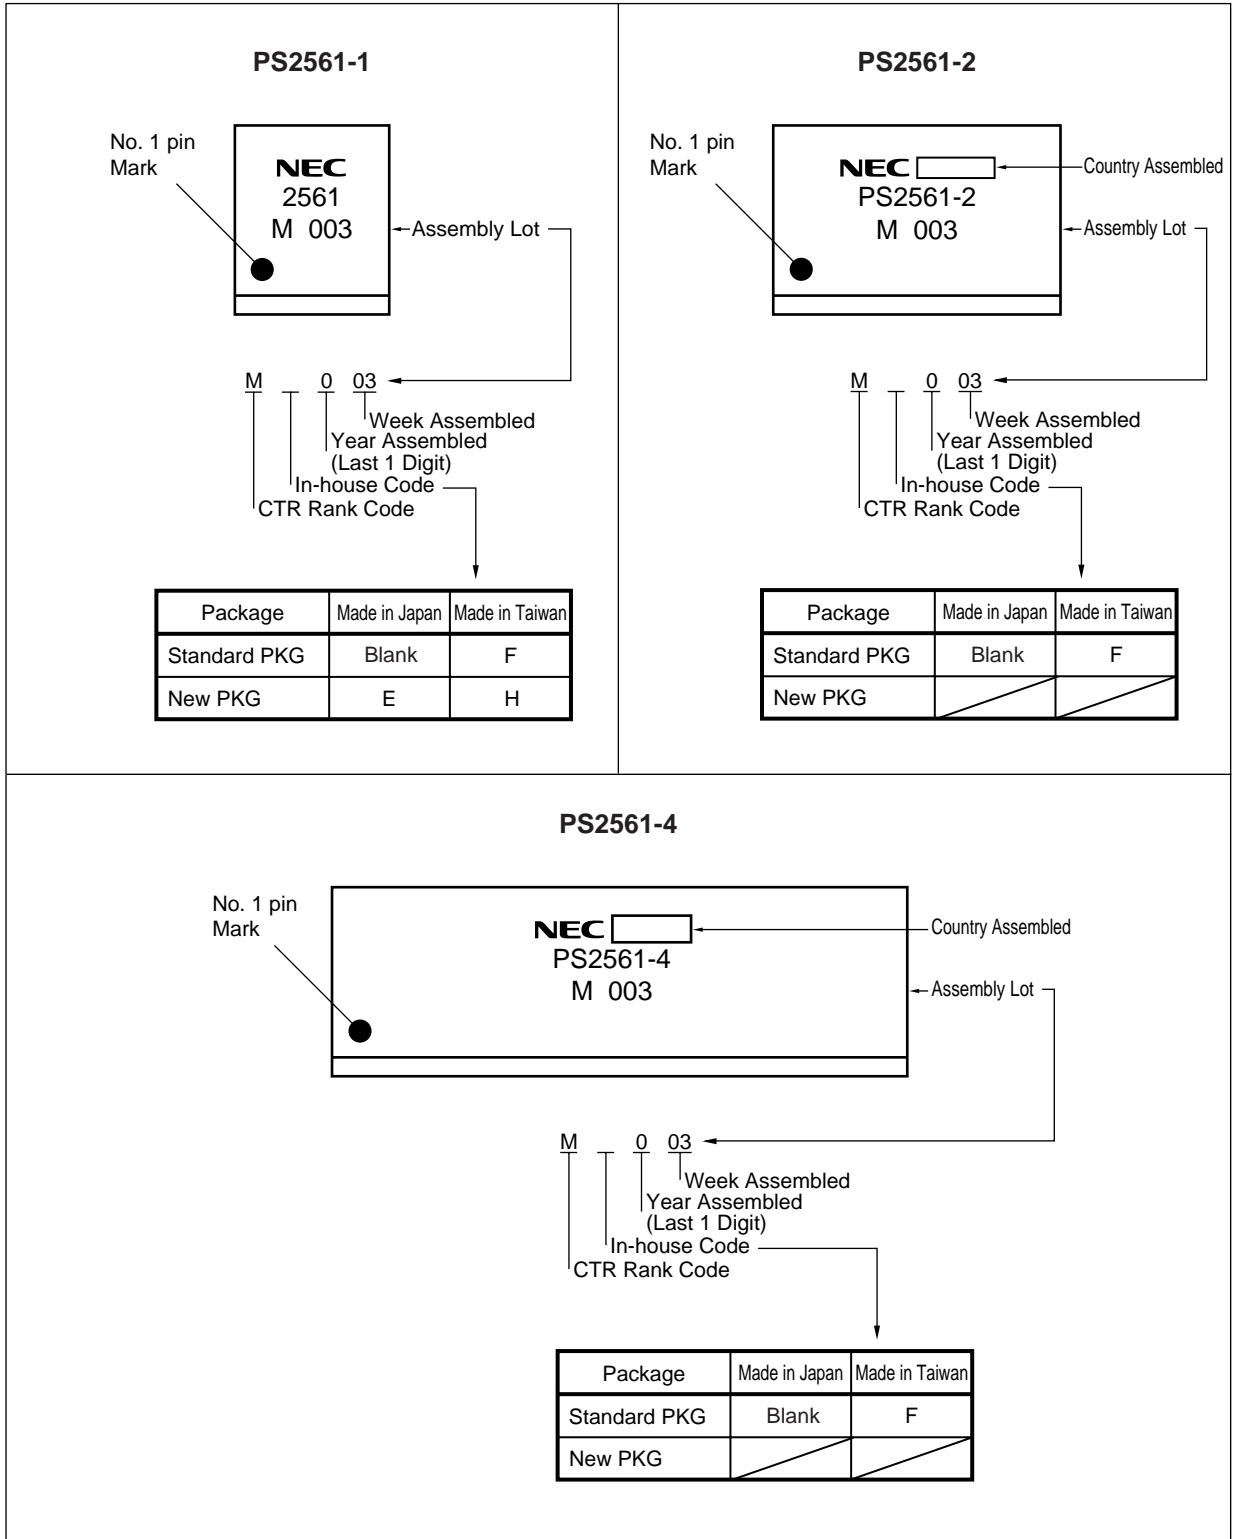 PS2561-1
No. 1 pin
Mark
NEC
2561
M 003
Assembly Lot
M 0 03
Week Assembled
Year Assembled
(Last 1 Digit)
In-house Code
CTR Rank Code
Package Made in Japan Made in Taiwan
Standard PKG Blank F
New PKG E H
PS2561-2
No. 1 pin
Mark
NEC
Country Assembled
PS2561-2
M 003
Assembly Lot
M 0 03
Week Assembled
Year Assembled
(Last 1 Digit)
In-house Code
CTR Rank Code
Package Made in Japan Made in Taiwan
Standard PKG Blank F
New PKG
PS2561-4
No. 1 pin
Mark
NEC
Country Assembled
PS2561-4
M 003
Assembly Lot
M 0 03
Week Assembled
Year Assembled
(Last 1 Digit)
In-house Code
CTR Rank Code
Package Made in Japan Made in Taiwan
Standard PKG Blank F
New PKG